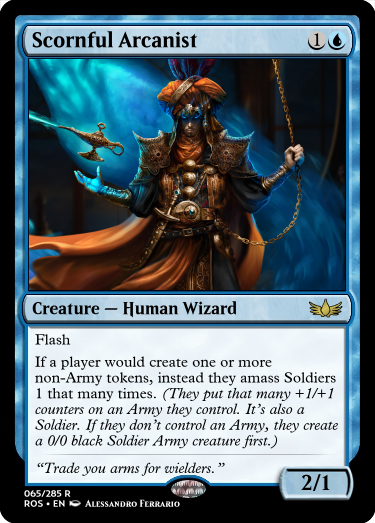 Scornful Arcanist 1
Creature — Human Wizard
Flash
If a player would create one or more
non-Army tokens, instead they amass Soldiers
1 that many times. (They put that many +1/+1
counters on an Army they control. It's also a
Soldier. If they don't control an Army, they create
a 0/0 black Soldier Army creature first.)
“Trade you arms for wielders.”
2/1
065/285 R
ROS • EN Alessandro Ferrario